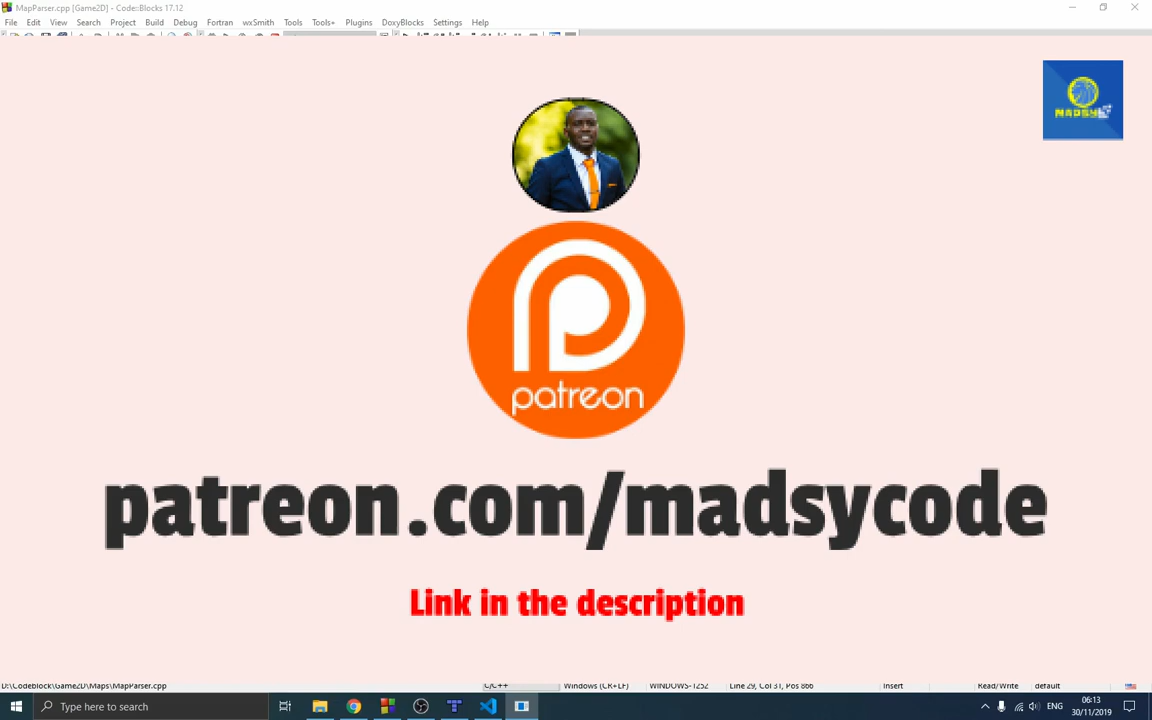 MapParser.cpp [Game2D] - Code::Blocks 17.12
File Edit View Search Project Build Debug Fortran wxSmith Tools Tools+ Plugins DoxyBlocks Settings Help
MADSY
patreon
patreon.com/madsycode
Link in the description
D:\Codeblock\Game2D\Maps\MapParser.cpp C/C++ Windows (CR+LF) WINDOWS-1252 Line 29, Col 31, Pos 866 Insert Read/Write default
Type here to search ENG 06:13
30/11/2019